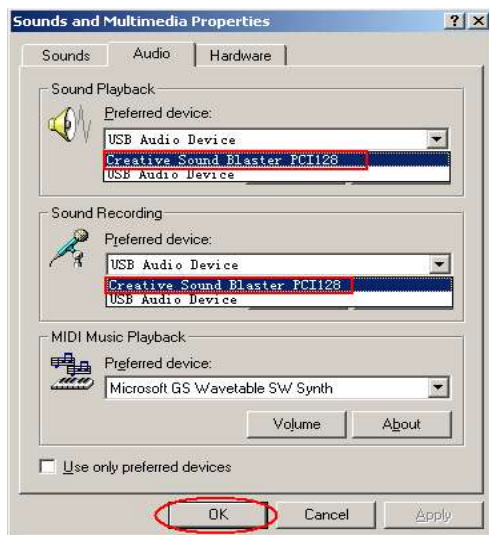 Sounds and Multimedia Properties
Sounds Audio Hardware
Sound Playback
Preferred device:
USB Audio Device
Creative Sound Blaster PCI128
USB Audio Device
Sound Recording
Preferred device:
USB Audio Device
Creative Sound Blaster PCI128
USB Audio Device
MIDI Music Playback
Preferred device:
Microsoft GS Wavetable SW Synth
Volume About
Use only preferred devices
OK Cancel Apply